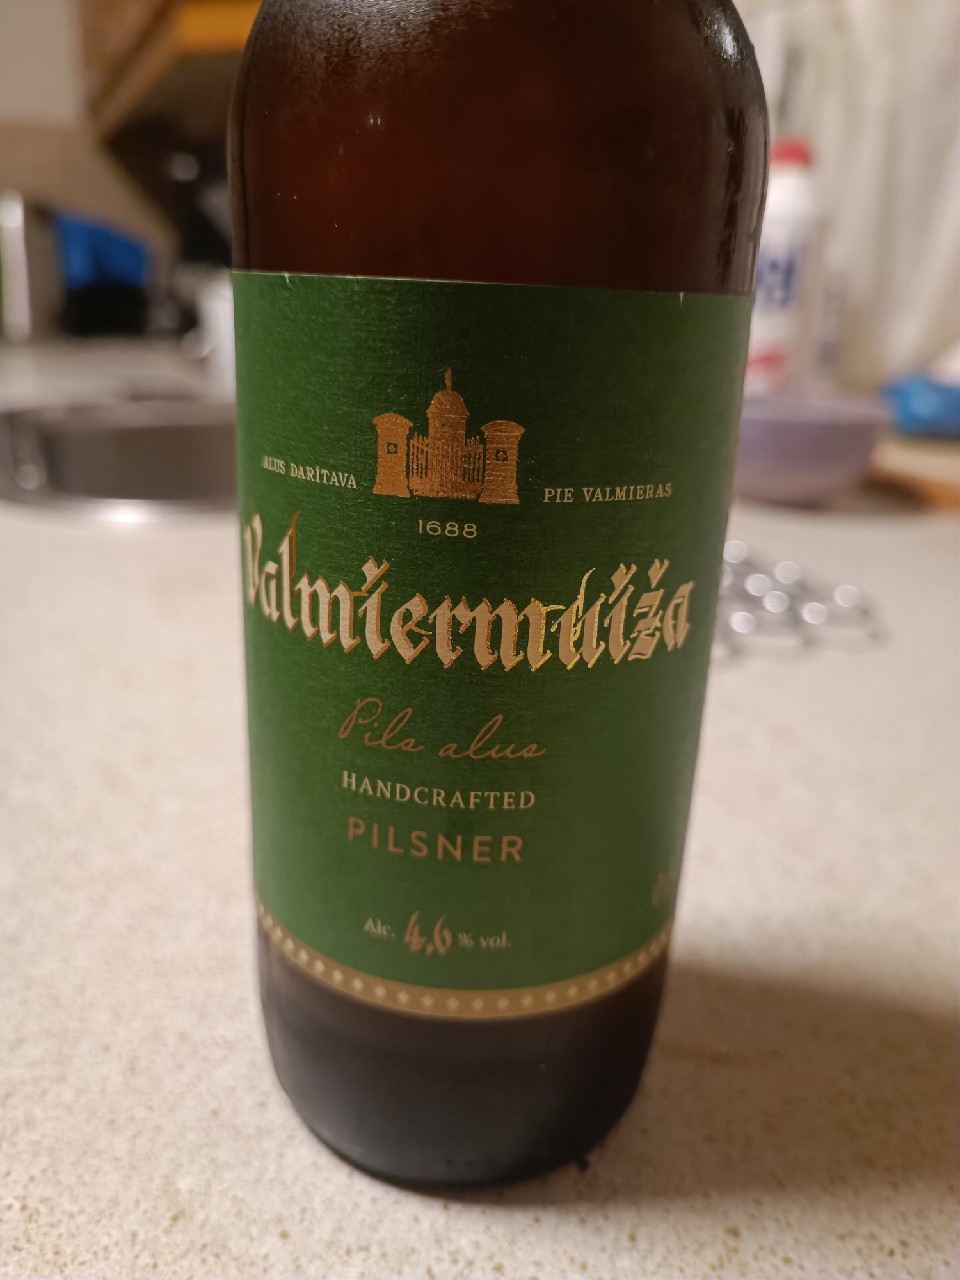 ALUS DARĪTAVA PIE VALMIERAS
1688
Valmiermuiža
Pils alus
HANDCRAFTED
PILSNER
Alc. 4,6 % vol.